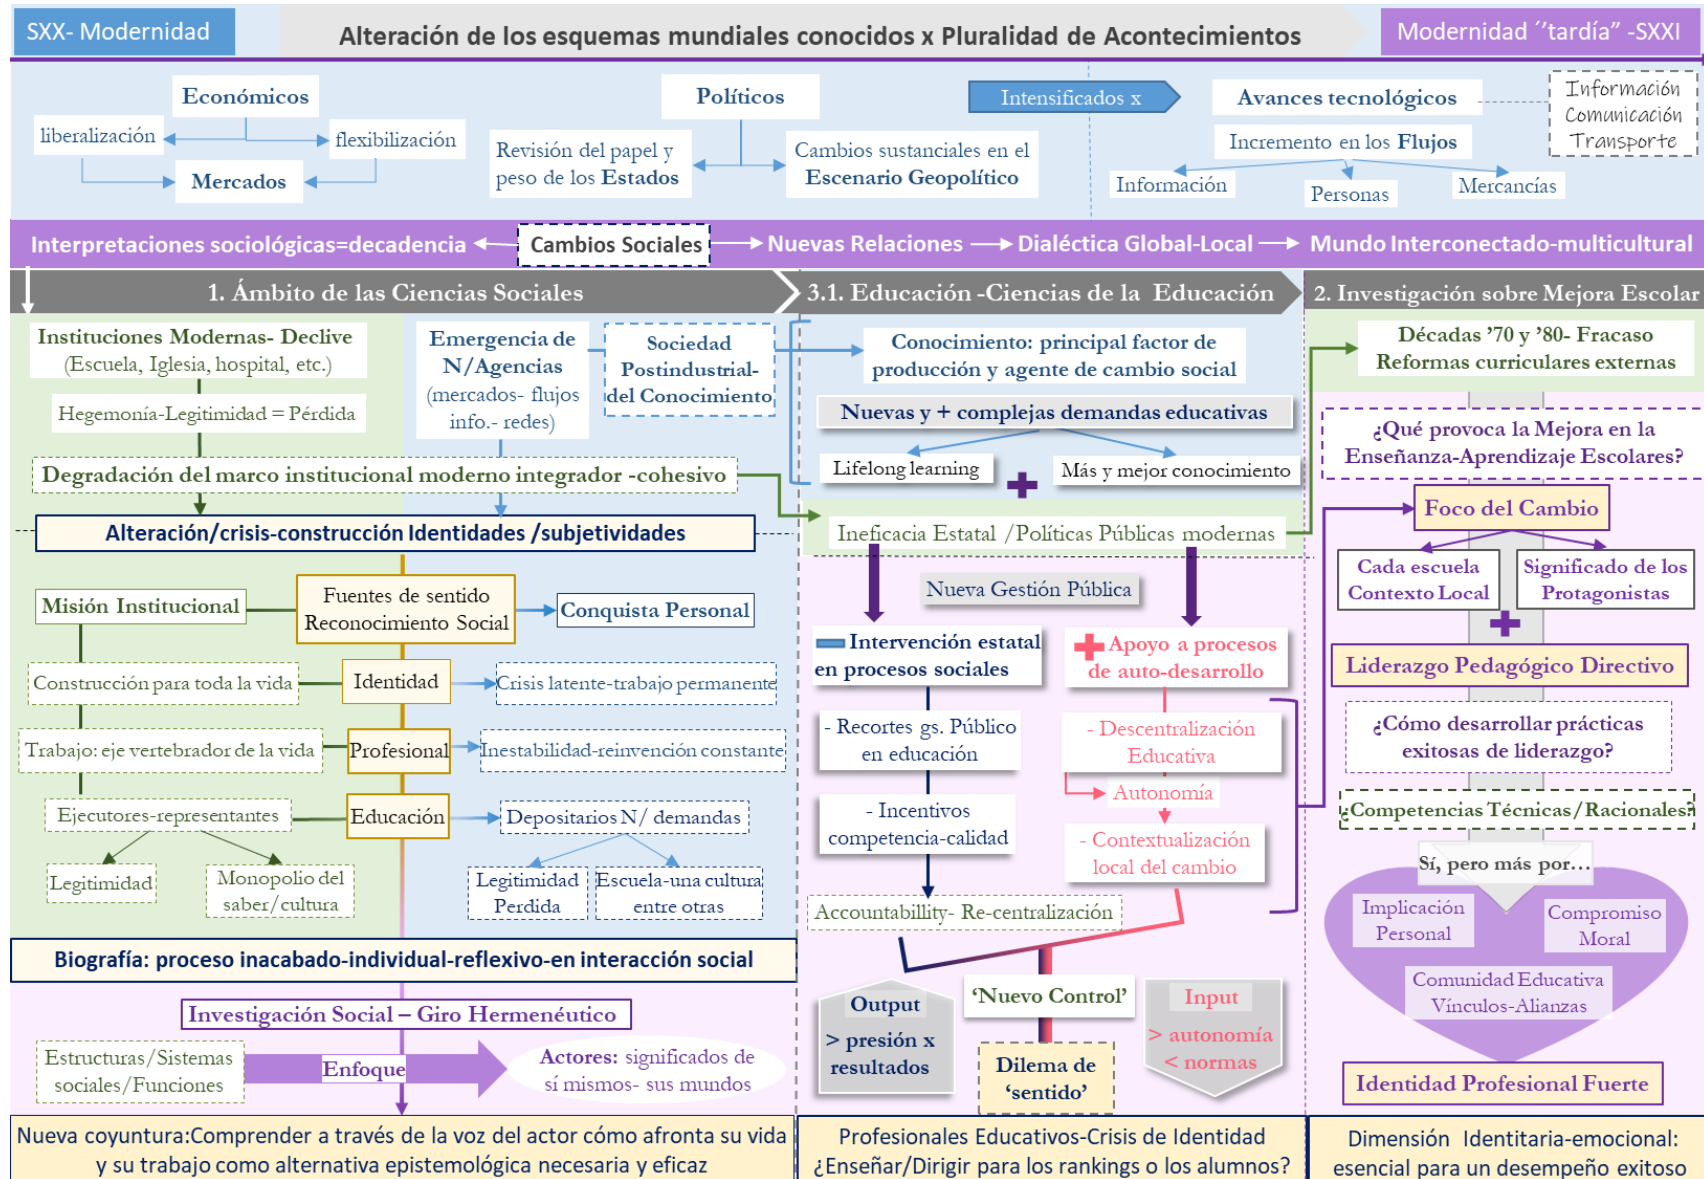 SXX- Modernidad
Alteración de los esquemas mundiales conocidos x Pluralidad de Acontecimientos
Modernidad ´´tardía” -SXXI
Económicos
liberalización
flexibilización
Mercados
Políticos
Revisión del papel y
peso de los Estados
Cambios sustanciales en el
Escenario Geopolítico
Intensificados x
Avances tecnológicos
Información
Comunicación
Transporte
Incremento en los Flujos
Información
Personas
Mercancías
Interpretaciones sociológicas=decadencia
Cambios Sociales
Nuevas Relaciones
Dialéctica Global-Local
Mundo Interconectado-multicultural
1. Ámbito de las Ciencias Sociales
Instituciones Modernas- Declive
(Escuela, Iglesia, hospital, etc.)
Hegemonía-Legitimidad = Pérdida
Emergencia de
N/Agencias
(mercados- flujos
info.- redes)
Sociedad
Postindustrial-
del Conocimiento
Degradación del marco institucional moderno integrador -cohesivo
Alteración/crisis-construcción Identidades /subjetividades
Misión Institucional
Fuentes de sentido
Reconocimiento Social
Conquista Personal
Construcción para toda la vida
Identidad
Crisis latente-trabajo permanente
Trabajo: eje vertebrador de la vida
Profesional
Inestabilidad-reinvención constante
Ejecutores-representantes
Educación
Depositarios N/ demandas
Legitimidad
Monopolio del
saber/cultura
Legitimidad
Perdida
Escuela-una cultura
entre otras
Biografía: proceso inacabado-individual-reflexivo-en interacción social
Investigación Social – Giro Hermenéutico
Estructuras/Sistemas
sociales/Funciones
Enfoque
Actores: significados de
sí mismos- sus mundos
Nueva coyuntura:Comprender a través de la voz del actor cómo afronta su vida
y su trabajo como alternativa epistemológica necesaria y eficaz
3.1. Educación -Ciencias de la Educación
Conocimiento: principal factor de
producción y agente de cambio social
Nuevas y + complejas demandas educativas
Lifelong learning
Más y mejor conocimiento
Ineficacia Estatal /Políticas Públicas modernas
Nueva Gestión Pública
Intervención estatal
en procesos sociales
Apoyo a procesos
de auto-desarrollo
- Recortes gs. Público
en educación
- Descentralización
Educativa
Autonomía
- Incentivos
competencia-calidad
- Contextualización
local del cambio
Accountabillity- Re-centralización
Output
> presión x
resultados
‘Nuevo Control’
Input
> autonomía
< normas
Dilema de
‘sentido’
Profesionales Educativos-Crisis de Identidad
¿Enseñar/Dirigir para los rankings o los alumnos?
2. Investigación sobre Mejora Escolar
Décadas ’70 y ’80- Fracaso
Reformas curriculares externas
¿Qué provoca la Mejora en la
Enseñanza-Aprendizaje Escolares?
Foco del Cambio
Cada escuela
Contexto Local
Significado de los
Protagonistas
Liderazgo Pedagógico Directivo
¿Cómo desarrollar prácticas
exitosas de liderazgo?
¿Competencias Técnicas/Racionales?
Sí, pero más por…
Implicación
Personal
Compromiso
Moral
Comunidad Educativa
Vínculos-Alianzas
Identidad Profesional Fuerte
Dimensión Identitaria-emocional:
esencial para un desempeño exitoso